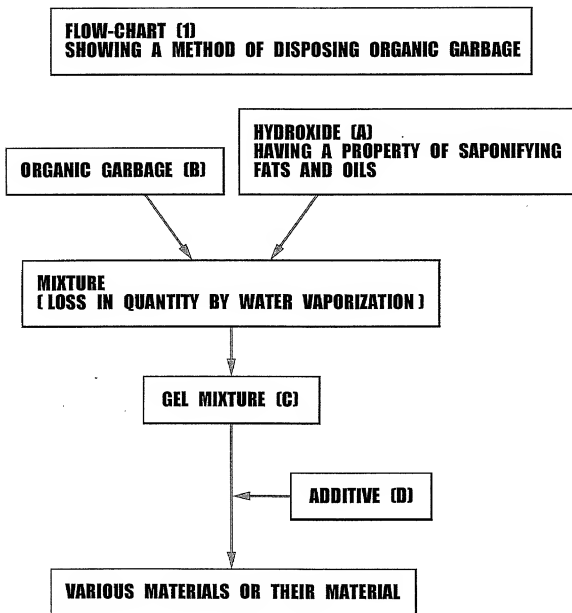 FLOW-CHART (1)
SHOWING A METHOD OF DISPOSING ORGANIC GARBAGE
HYDROXIDE (A)
HAVING A PROPERTY OF SAPONIFYING
FATS AND OILS
ORGANIC GARBAGE (B)
MIXTURE
( LOSS IN QUANTITY BY WATER VAPORIZATION )
GEL MIXTURE (C)
ADDITIVE (D)
VARIOUS MATERIALS OR THEIR MATERIAL